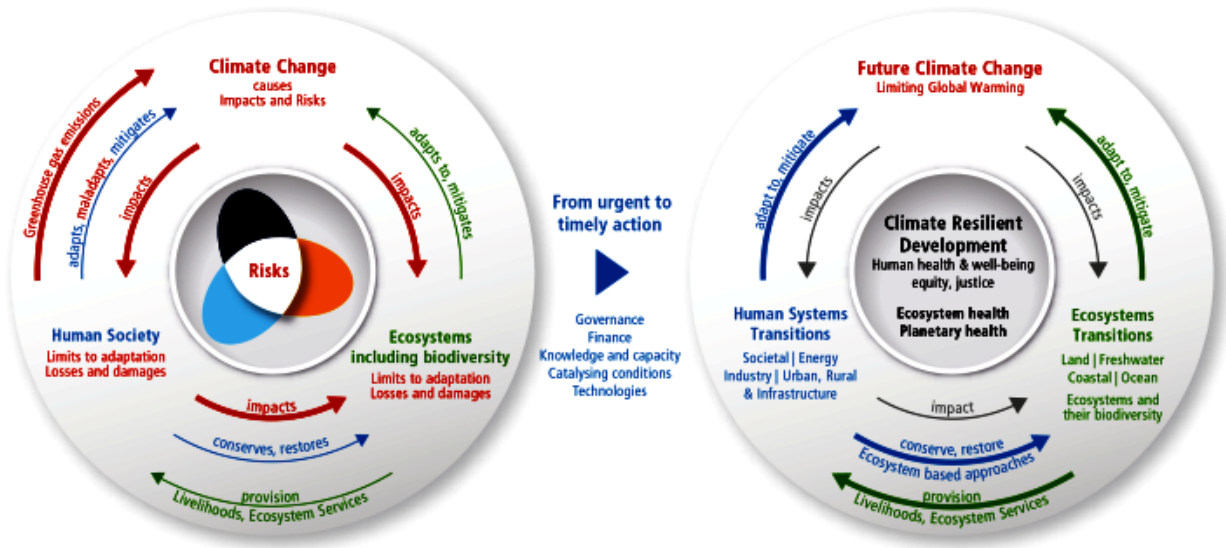 Climate Change
causes
Impacts and Risks
Greenhouse gas emissions
adapts, maladapts, mitigates
impacts
impacts
adapts to, mitigates
Risks
Human Society
Limits to adaptation
Losses and damages
Ecosystems
including biodiversity
Limits to adaptation
Losses and damages
impacts
conserves, restores
provision
Livelihoods, Ecosystem Services
From urgent to
timely action
Governance
Finance
Knowledge and capacity
Catalysing conditions
Technologies
Future Climate Change
Limiting Global Warming
adapt to, mitigate
impacts
impacts
adapt to, mitigate
Climate Resilient
Development
Human health & well-being
equity, justice
Ecosystem health
Planetary health
Human Systems
Transitions
Societal | Energy
Industry | Urban, Rural
& Infrastructure
Ecosystems
Transitions
Land | Freshwater
Coastal | Ocean
Ecosystems and
their biodiversity
impact
conserve, restore
Ecosystem based approaches
provision
Livelihoods, Ecosystem Services